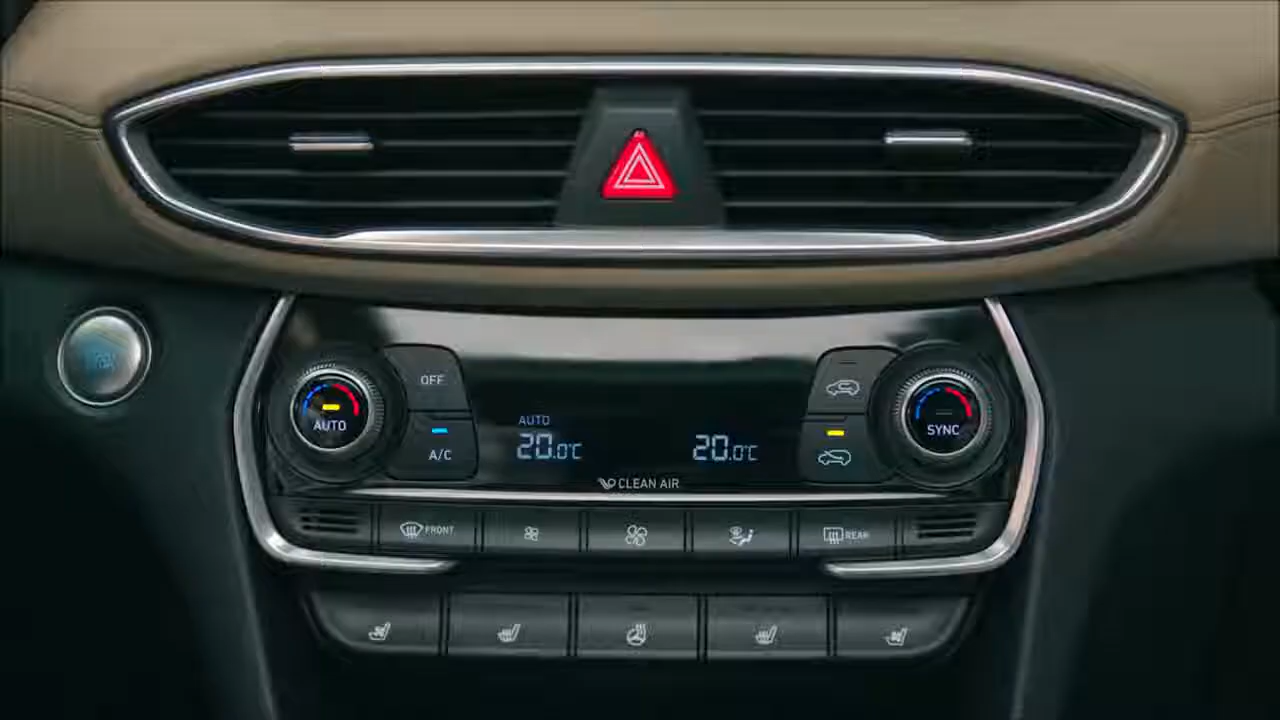 OFF
AUTO
A/C
AUTO
20.0°C
20.0°C
SYNC
CLEAN AIR
FRONT
REAR